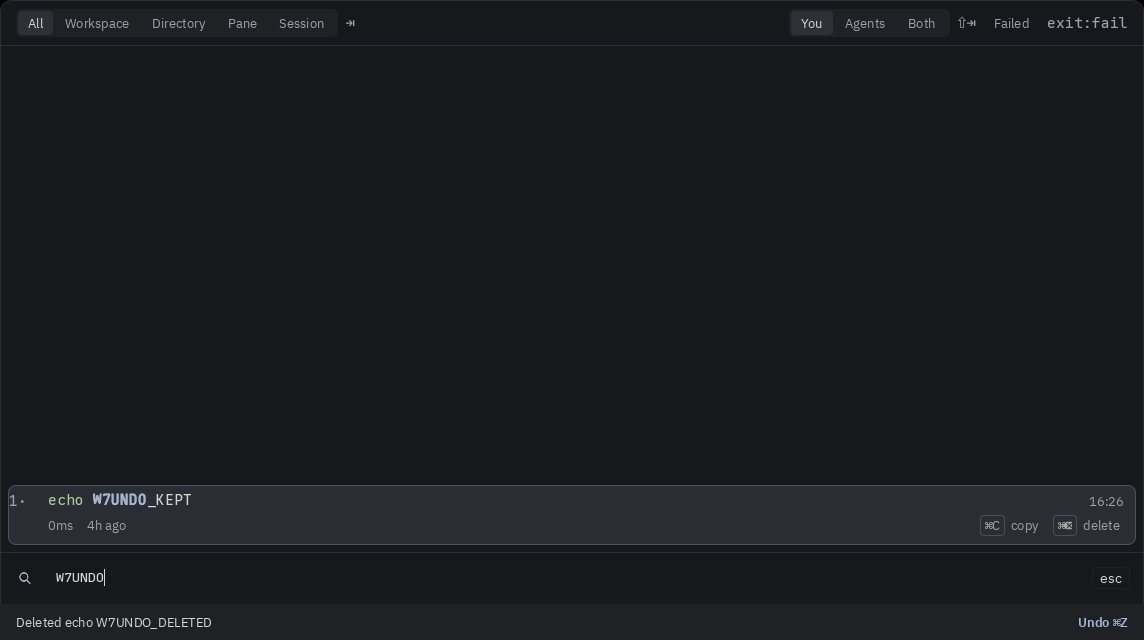 All Workspace Directory Pane Session ⇥ You Agents Both ⇧⇥ Failed exit:fail
1· echo W7UNDO_KEPT 16:26
0ms 4h ago ⌘C copy ⌘⌫ delete
W7UNDO esc
Deleted echo W7UNDO_DELETED Undo ⌘Z